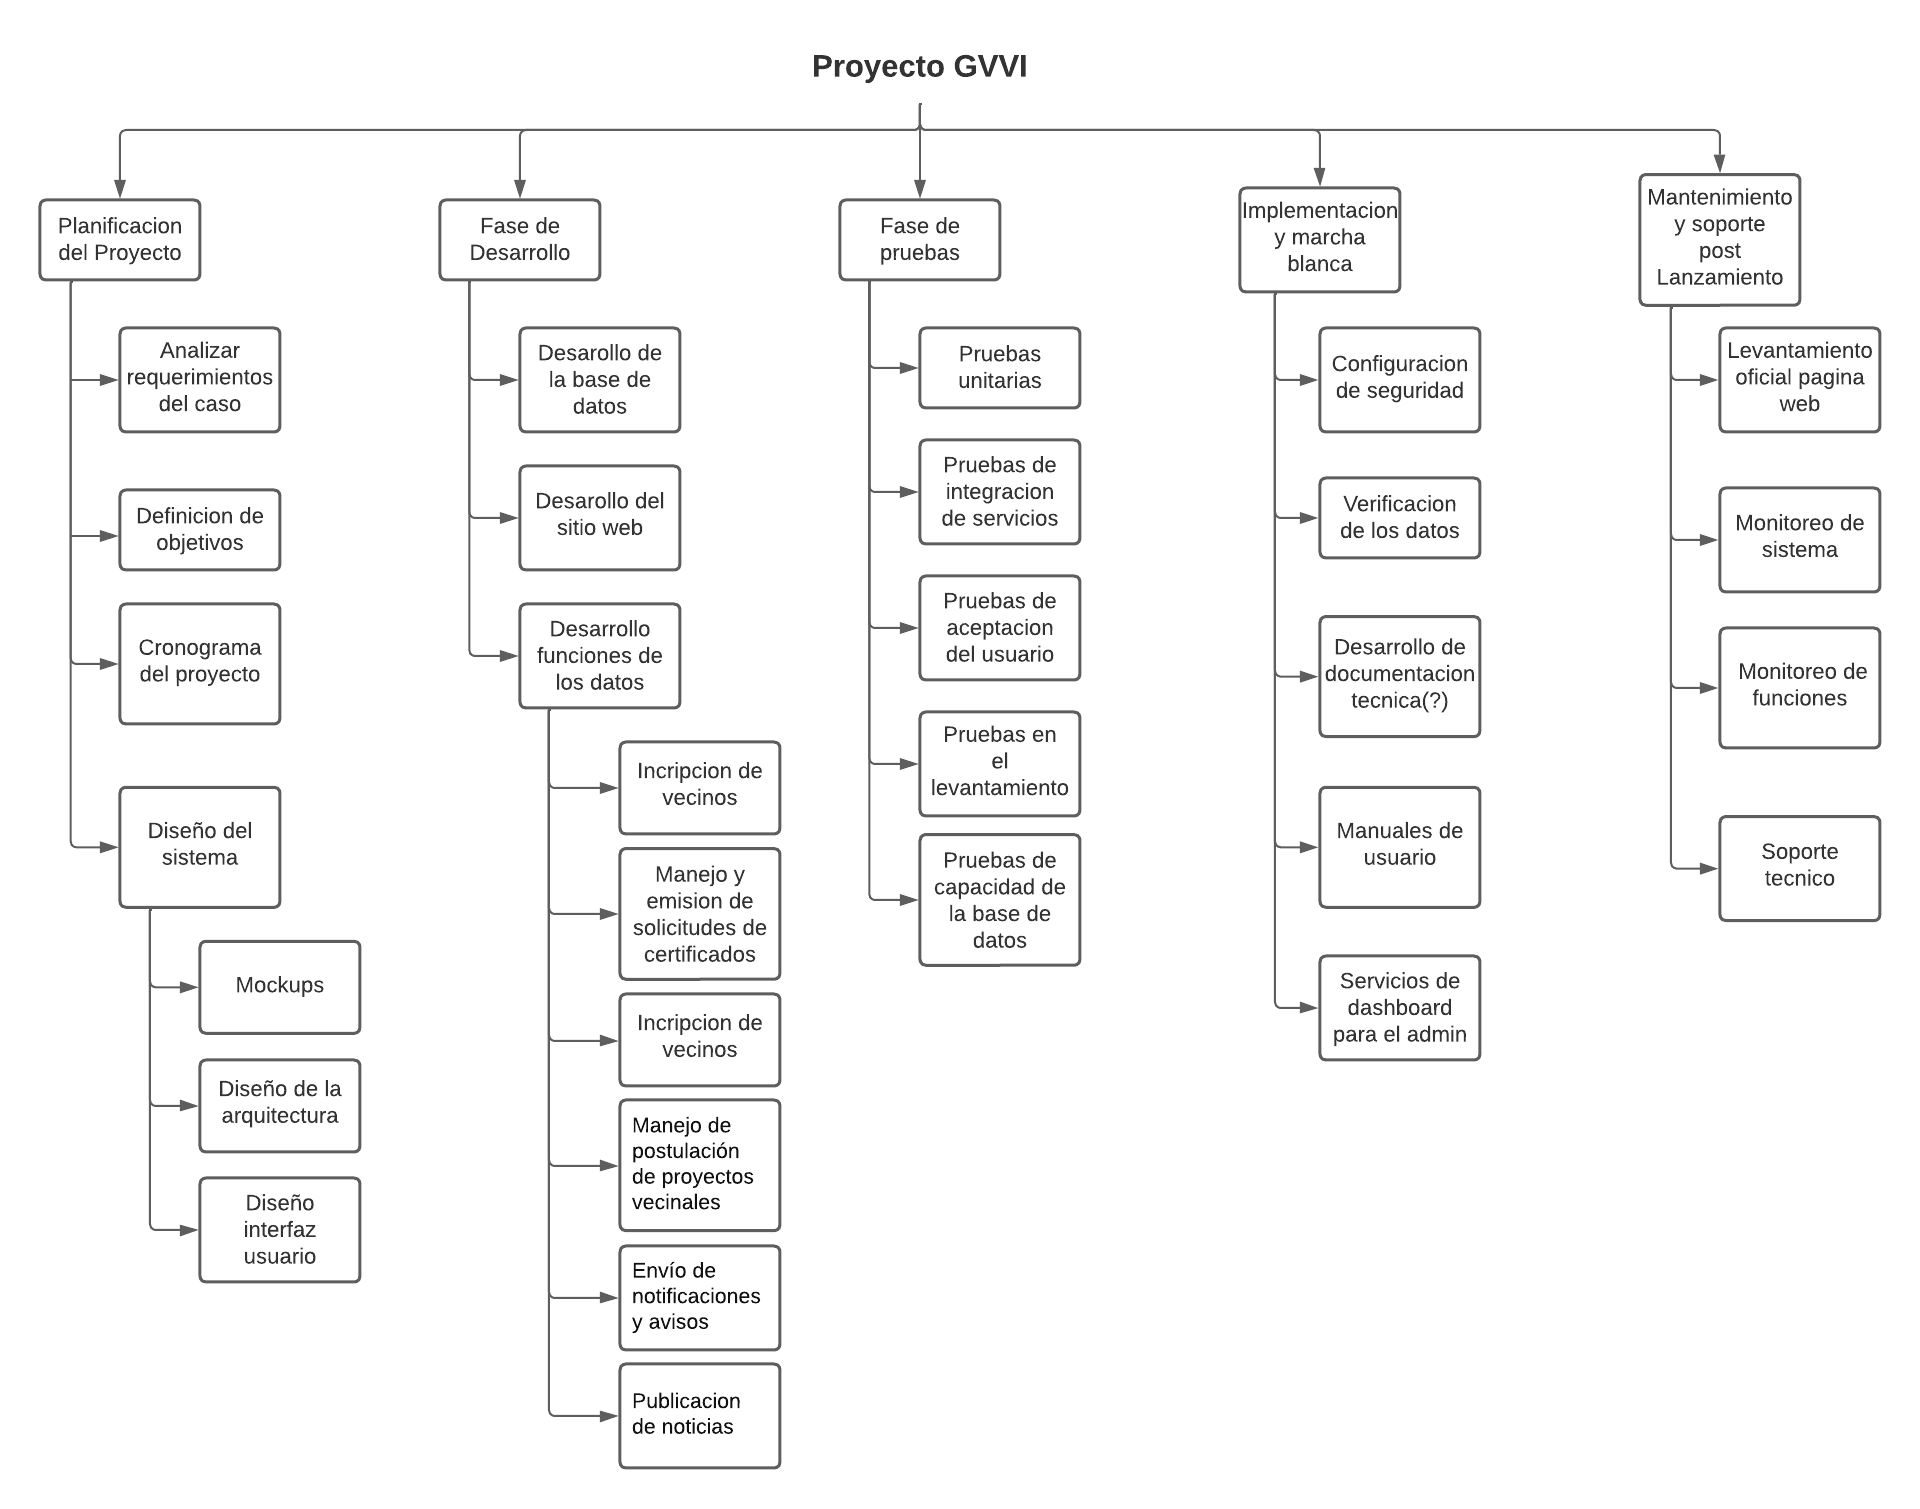 Proyecto GVVI
Planificacion
del Proyecto
Analizar
requerimientos
del caso
Definicion de
objetivos
Cronograma
del proyecto
Diseño del
sistema
Mockups
Diseño de la
arquitectura
Diseño
interfaz
usuario
Fase de
Desarrollo
Desarollo de
la base de
datos
Desarollo del
sitio web
Desarrollo
funciones de
los datos
Incripcion de
vecinos
Manejo y
emision de
solicitudes de
certificados
Incripcion de
vecinos
Manejo de
postulación
de proyectos
vecinales
Envío de
notificaciones
y avisos
Publicacion
de noticias
Fase de
pruebas
Pruebas
unitarias
Pruebas de
integracion
de servicios
Pruebas de
aceptacion
del usuario
Pruebas en
el
levantamiento
Pruebas de
capacidad de
la base de
datos
Implementacion
y marcha
blanca
Configuracion
de seguridad
Verificacion
de los datos
Desarrollo de
documentacion
tecnica(?)
Manuales de
usuario
Servicios de
dashboard
para el admin
Mantenimiento
y soporte
post
Lanzamiento
Levantamiento
oficial pagina
web
Monitoreo de
sistema
Monitoreo de
funciones
Soporte
tecnico